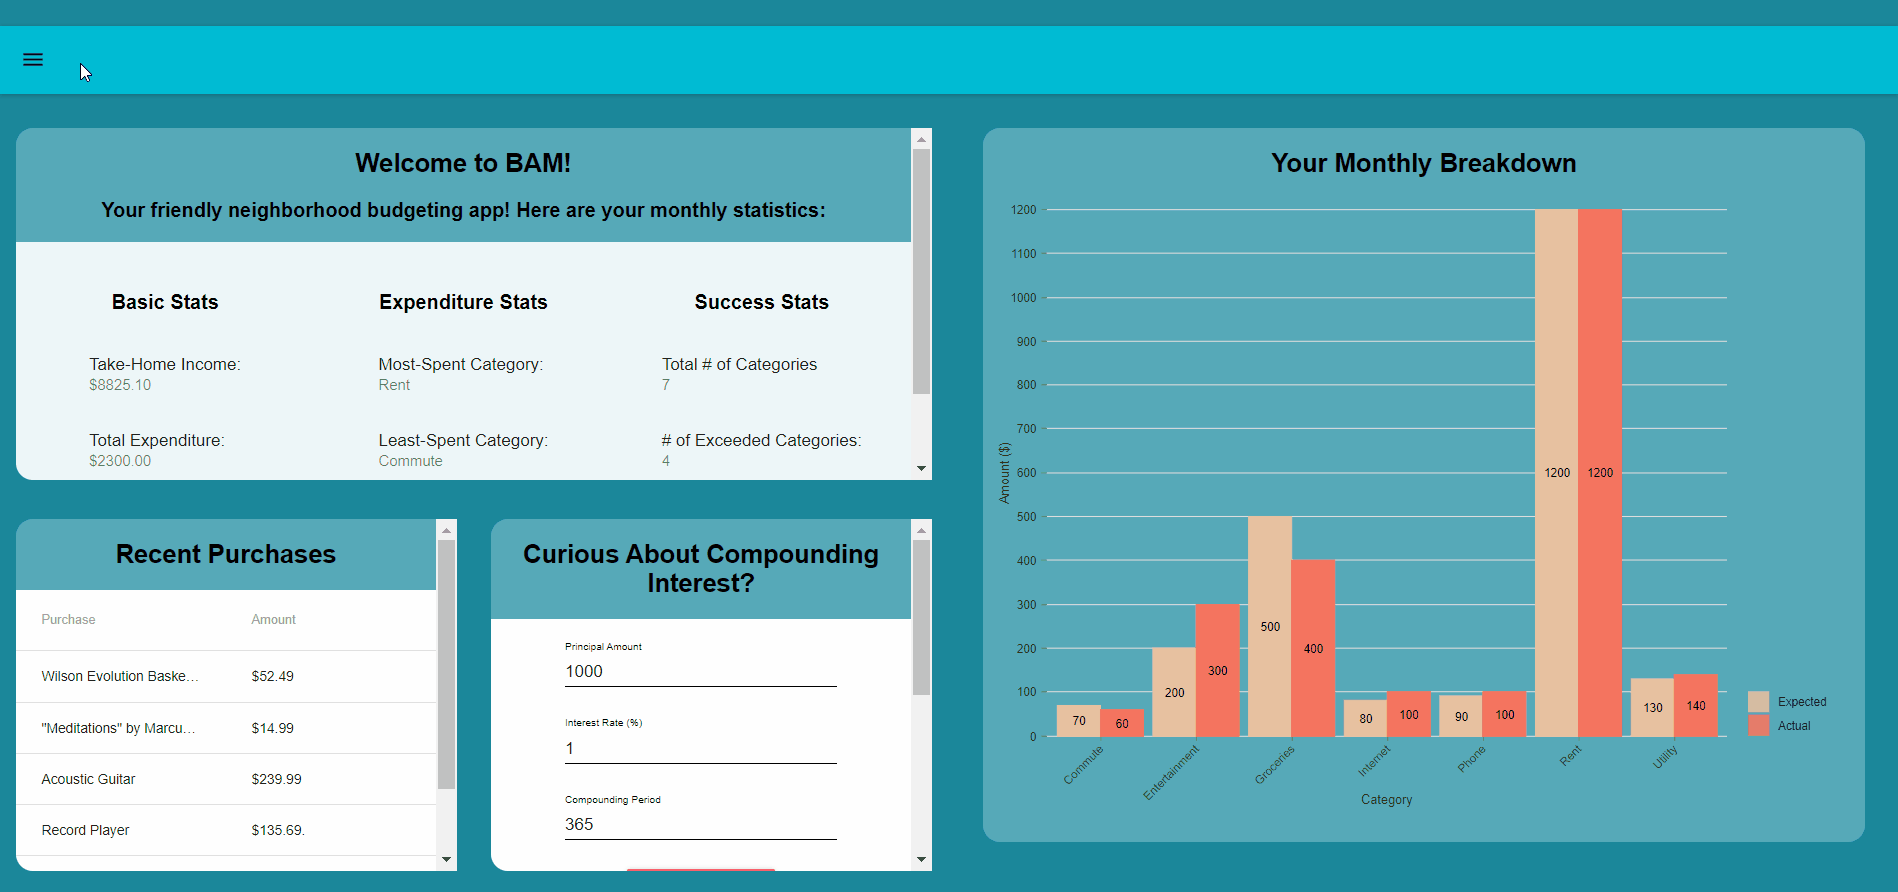 Welcome to BAM!
Your friendly neighborhood budgeting app! Here are your monthly statistics:
Basic Stats
Expenditure Stats
Success Stats
Take-Home Income:
$8825.10
Most-Spent Category:
Rent
Total # of Categories
7
Total Expenditure:
$2300.00
Least-Spent Category:
Commute
# of Exceeded Categories:
4
Recent Purchases
Purchase Amount
Wilson Evolution Baske... $52.49
"Meditations" by Marcu... $14.99
Acoustic Guitar $239.99
Record Player $135.69.
Curious About Compounding
Interest?
Principal Amount
1000
Interest Rate (%)
1
Compounding Period
365
Your Monthly Breakdown
1200
1100
1000
900
800
700
600
500
400
300
200
100
0
Amount ($)
70
60
200
300
500
400
80
100
90
100
1200
1200
130
140
Commute
Entertainment
Groceries
Internet
Phone
Rent
Utility
Category
Expected
Actual